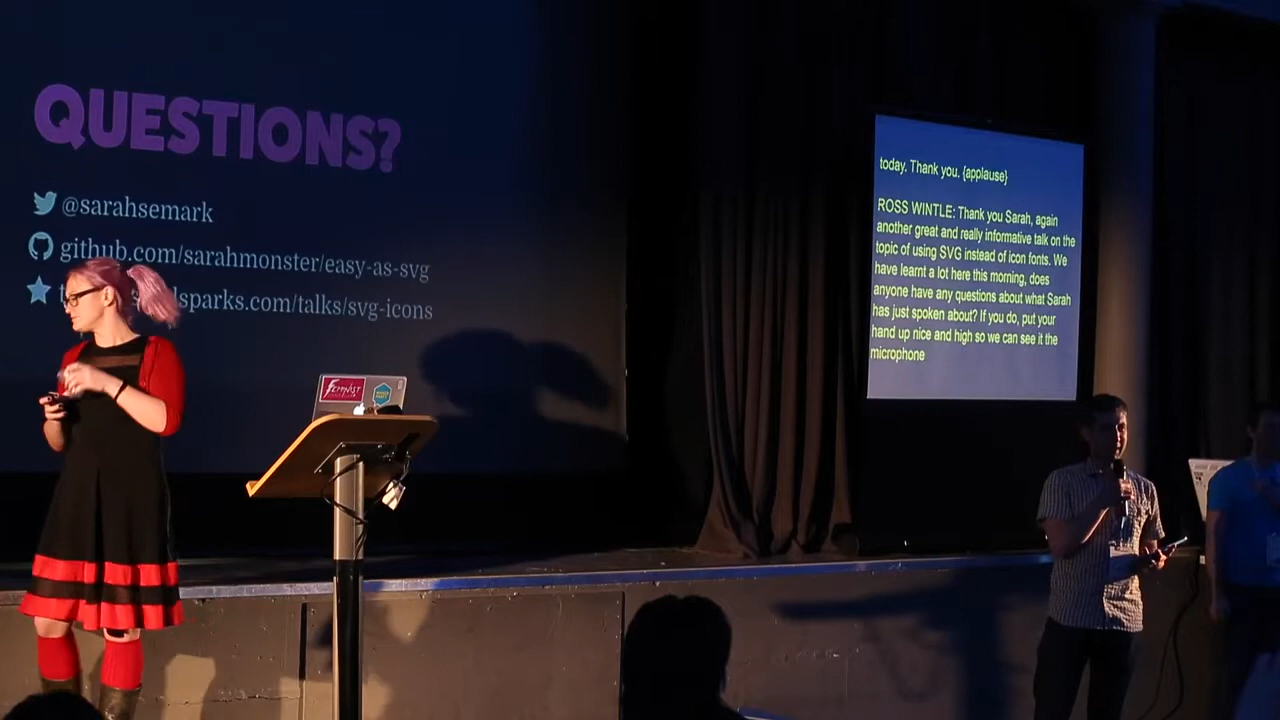 QUESTIONS?
@sarahsemark
github.com/sarahmonster/easy-as-svg
sparks.com/talks/svg-icons
FEMINIST
today. Thank you. {applause}
ROSS WINTLE: Thank you Sarah, again
another great and really informative talk on the
topic of using SVG instead of icon fonts. We
have learnt a lot here this morning, does
anyone have any questions about what Sarah
has just spoken about? If you do, put your
hand up nice and high so we can see it the
microphone